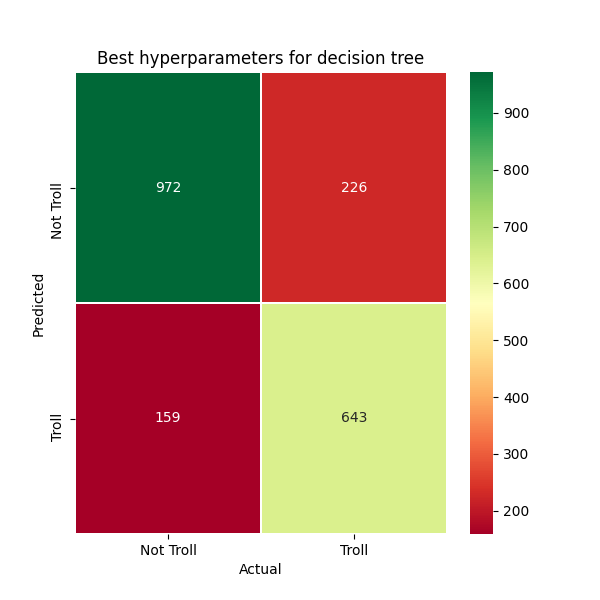 Best hyperparameters for decision tree
Predicted
Not Troll
972
226
Troll
159
643
Not Troll
Troll
Actual
900
800
700
600
500
400
300
200